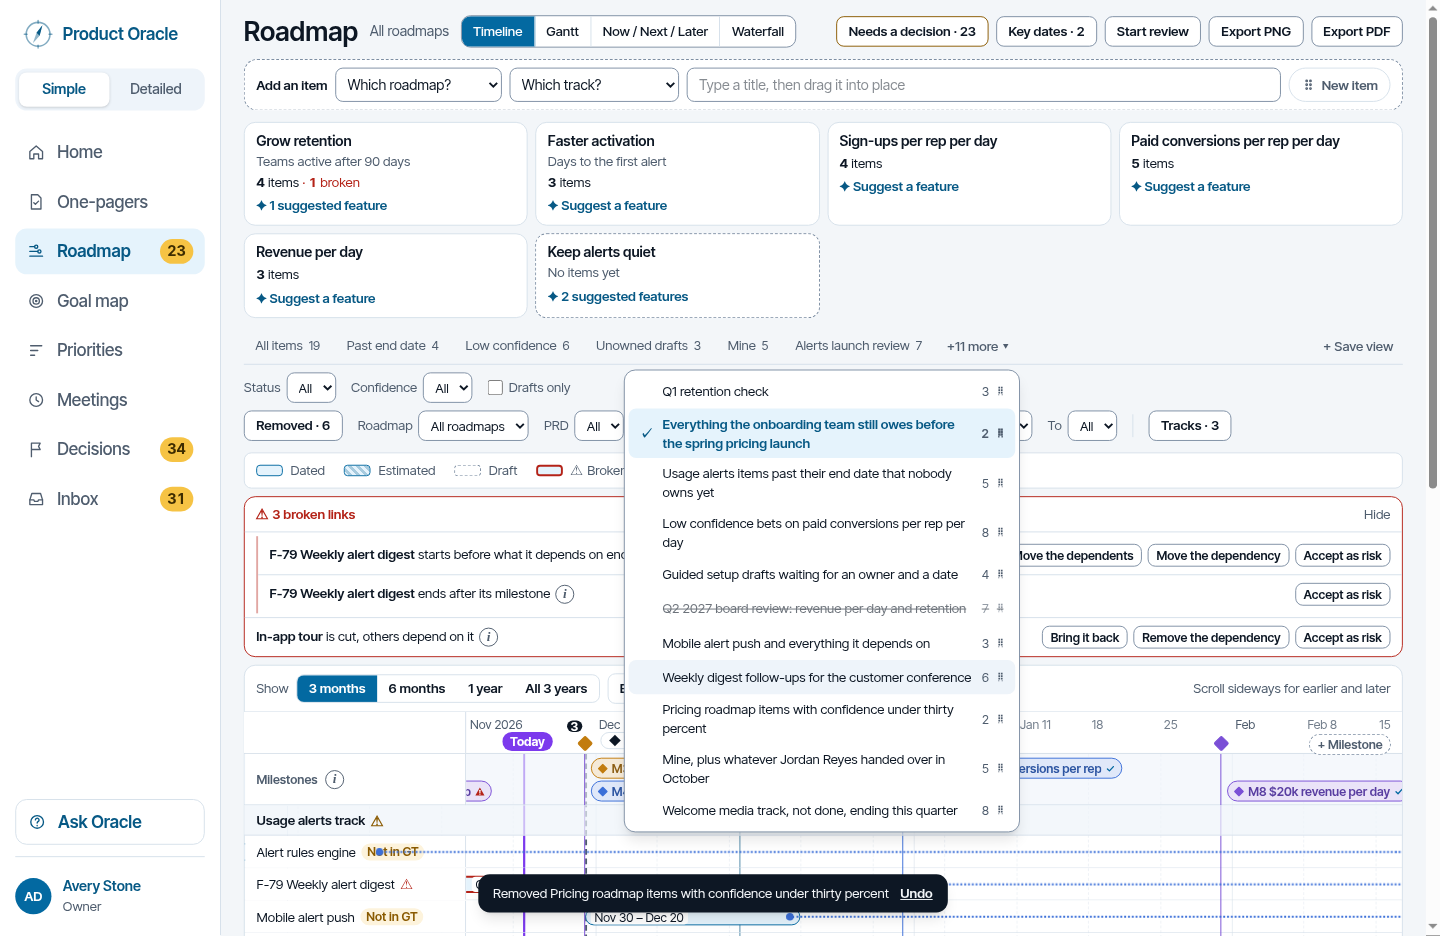 Product Oracle
Simple
Detailed
Home
One-pagers
Roadmap 23
Goal map
Priorities
Meetings
Decisions 34
Inbox 31
Ask Oracle
AD
Avery Stone
Owner
Roadmap All roadmaps Timeline Gantt Now / Next / Later Waterfall Needs a decision · 23 Key dates · 2 Start review Export PNG Export PDF
Add an item Which roadmap? Which track? Type a title, then drag it into place New item
Grow retention
Teams active after 90 days
4 items · 1 broken
1 suggested feature
Faster activation
Days to the first alert
3 items
Suggest a feature
Sign-ups per rep per day
4 items
Suggest a feature
Paid conversions per rep per day
5 items
Suggest a feature
Revenue per day
3 items
Suggest a feature
Keep alerts quiet
No items yet
2 suggested features
All items 19 Past end date 4 Low confidence 6 Unowned drafts 3 Mine 5 Alerts launch review 7 +11 more + Save view
Status All Confidence All Drafts only
Removed · 6 Roadmap All roadmaps PRD All To All Tracks · 3
Dated Estimated Draft Broken
Q1 retention check 3
✓ Everything the onboarding team still owes before
the spring pricing launch 2
Usage alerts items past their end date that nobody
owns yet 5
Low confidence bets on paid conversions per rep per
day 8
Guided setup drafts waiting for an owner and a date 4
Q2 2027 board review: revenue per day and retention 7
Mobile alert push and everything it depends on 3
Weekly digest follow-ups for the customer conference 6
Pricing roadmap items with confidence under thirty
percent 2
Mine, plus whatever Jordan Reyes handed over in
October 5
Welcome media track, not done, ending this quarter 8
3 broken links Hide
F-79 Weekly alert digest starts before what it depends on Move the dependents Move the dependency Accept as risk
F-79 Weekly alert digest ends after its milestone i Accept as risk
In-app tour is cut, others depend on it i Bring it back Remove the dependency Accept as risk
Show 3 months 6 months 1 year All 3 years Scroll sideways for earlier and later
Nov 2026 3 Dec Jan 11 18 25 Feb Feb 8 15
Today + Milestone
Milestones i
rsions per rep ✓
M8 $20k revenue per day
Usage alerts track
Alert rules engine Not in GT
F-79 Weekly alert digest
Mobile alert push Not in GT
Nov 30 – Dec 20
Removed Pricing roadmap items with confidence under thirty percent Undo